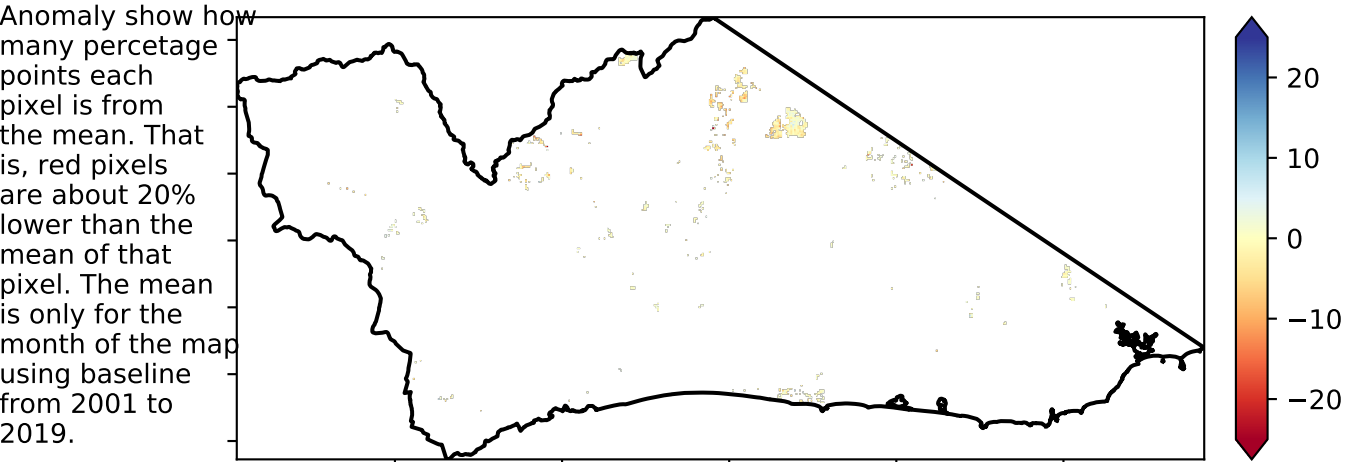 Anomaly show how
many percetage
points each
pixel is from
the mean. That
is, red pixels
are about 20%
lower than the
mean of that
pixel. The mean
is only for the
month of the map
using baseline
from 2001 to
2019.
20
10
0
−10
−20